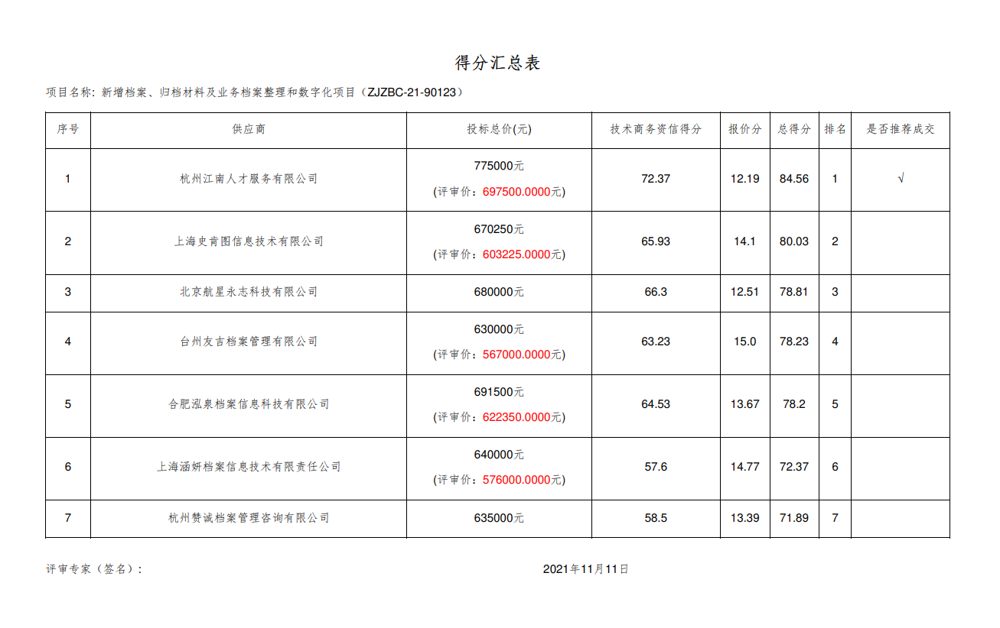 得分汇总表
项目名称: 新增档案、归档材料及业务档案整理和数字化项目（ZJZBC-21-90123）
序号 供应商 投标总价(元) 技术商务资信得分 报价分 总得分 排名 是否推荐成交
1 杭州江南人才服务有限公司 775000元 72.37 12.19 84.56 1 √
(评审价：697500.0000元)
2 上海史肯图信息技术有限公司 670250元 65.93 14.1 80.03 2
(评审价：603225.0000元)
3 北京航星永志科技有限公司 680000元 66.3 12.51 78.81 3
4 台州友吉档案管理有限公司 630000元 63.23 15.0 78.23 4
(评审价：567000.0000元)
5 合肥泓泉档案信息科技有限公司 691500元 64.53 13.67 78.2 5
(评审价：622350.0000元)
6 上海涵妍档案信息技术有限责任公司 640000元 57.6 14.77 72.37 6
(评审价：576000.0000元)
7 杭州赞诚档案管理咨询有限公司 635000元 58.5 13.39 71.89 7
评审专家（签名）: 2021年11月11日